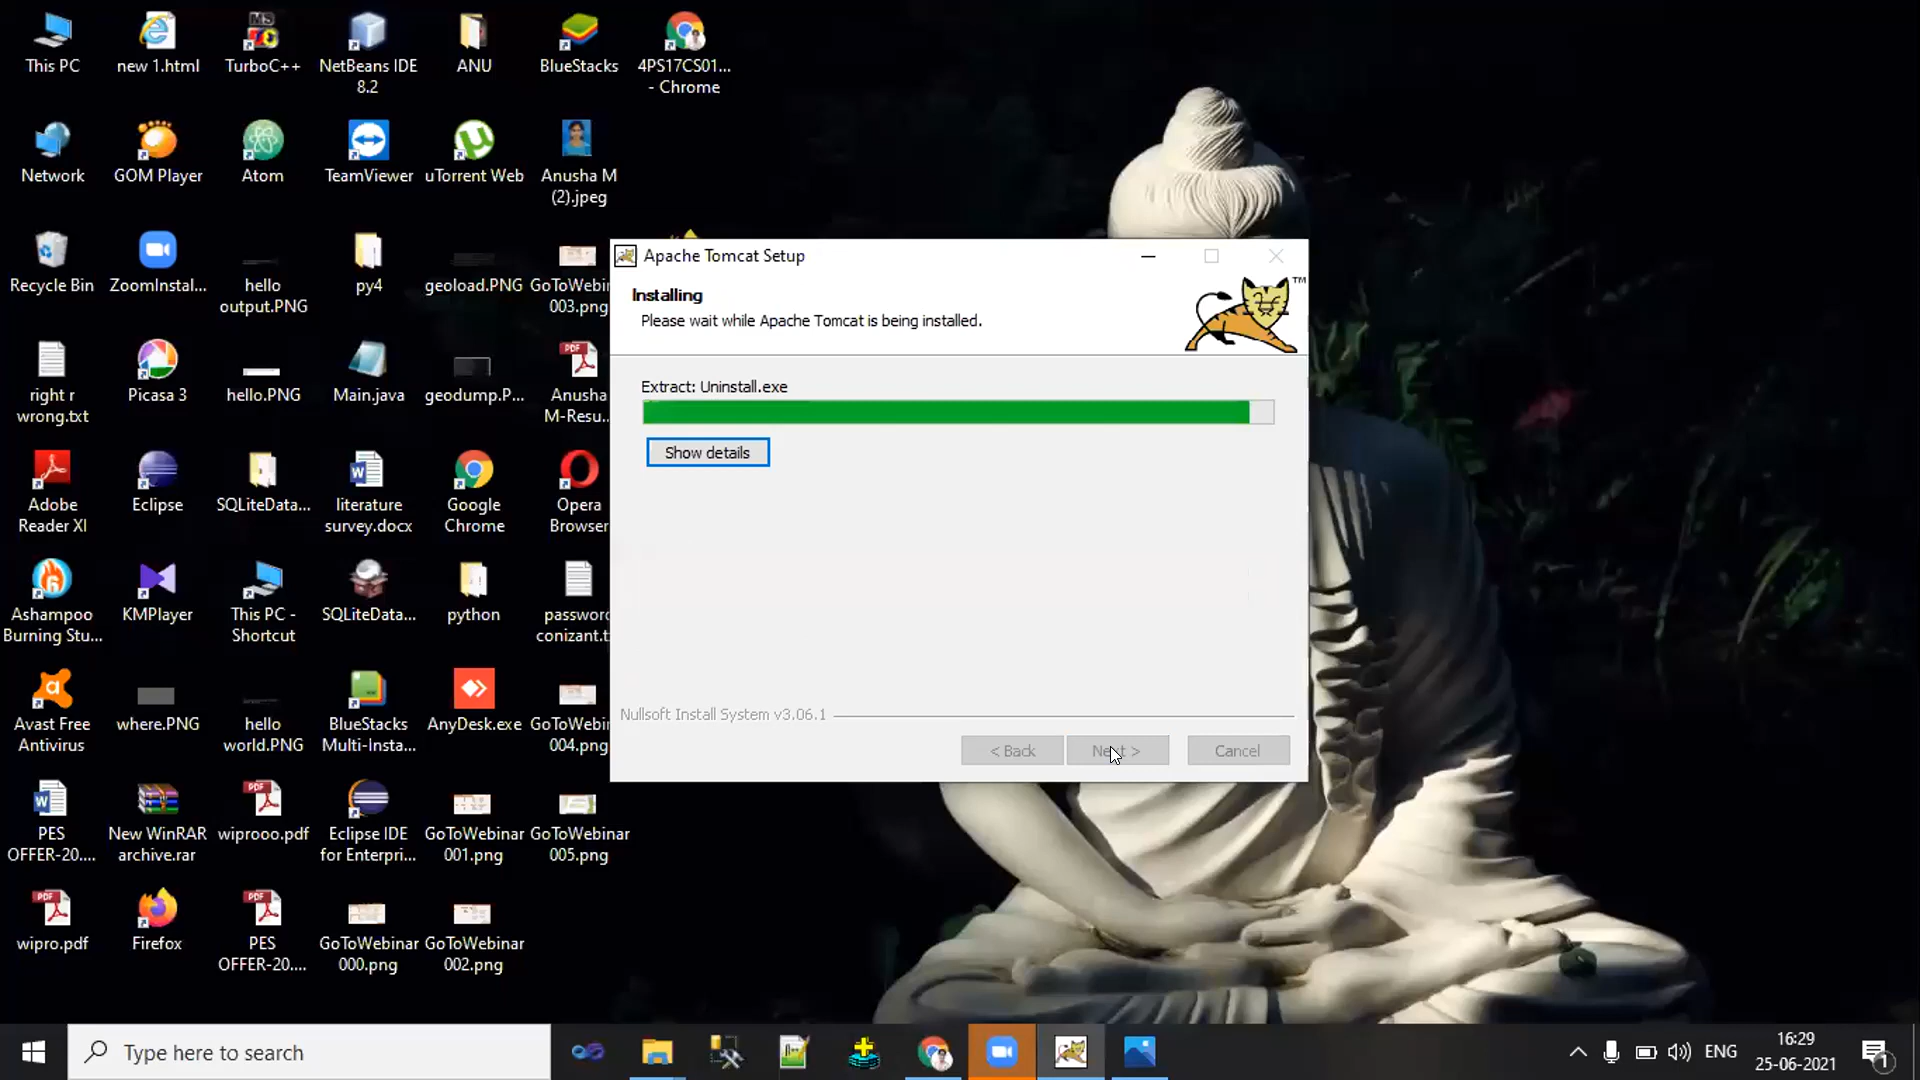 This PC
new 1.html
TurboC++
NetBeans IDE
8.2
ANU
BlueStacks
4PS17CS01...
- Chrome
Network
GOM Player
Atom
TeamViewer
uTorrent Web
Anusha M
(2).jpeg
Recycle Bin
ZoomInstal...
hello
output.PNG
py4
geoload.PNG
GoToWebinar
003.png
right r
wrong.txt
Picasa 3
hello.PNG
Main.java
geodump.P...
Anusha
M-Resu...
Adobe
Reader XI
Eclipse
SQLiteData...
literature
survey.docx
Google
Chrome
Opera
Browser
Ashampoo
Burning Stu...
KMPlayer
This PC -
Shortcut
SQLiteData...
python
password
conizant.t
Avast Free
Antivirus
where.PNG
hello
world.PNG
BlueStacks
Multi-Insta...
AnyDesk.exe
GoToWebin
004.png
PES
OFFER-20....
New WinRAR
archive.rar
wiprooo.pdf
Eclipse IDE
for Enterpri...
GoToWebinar
001.png
GoToWebinar
005.png
wipro.pdf
Firefox
PES
OFFER-20....
GoToWebinar
000.png
GoToWebinar
002.png
Apache Tomcat Setup
Installing
Please wait while Apache Tomcat is being installed.
TM
Extract: Uninstall.exe
Show details
Nullsoft Install System v3.06.1
< Back
Next >
Cancel
Type here to search
ENG
16:29
25-06-2021
1